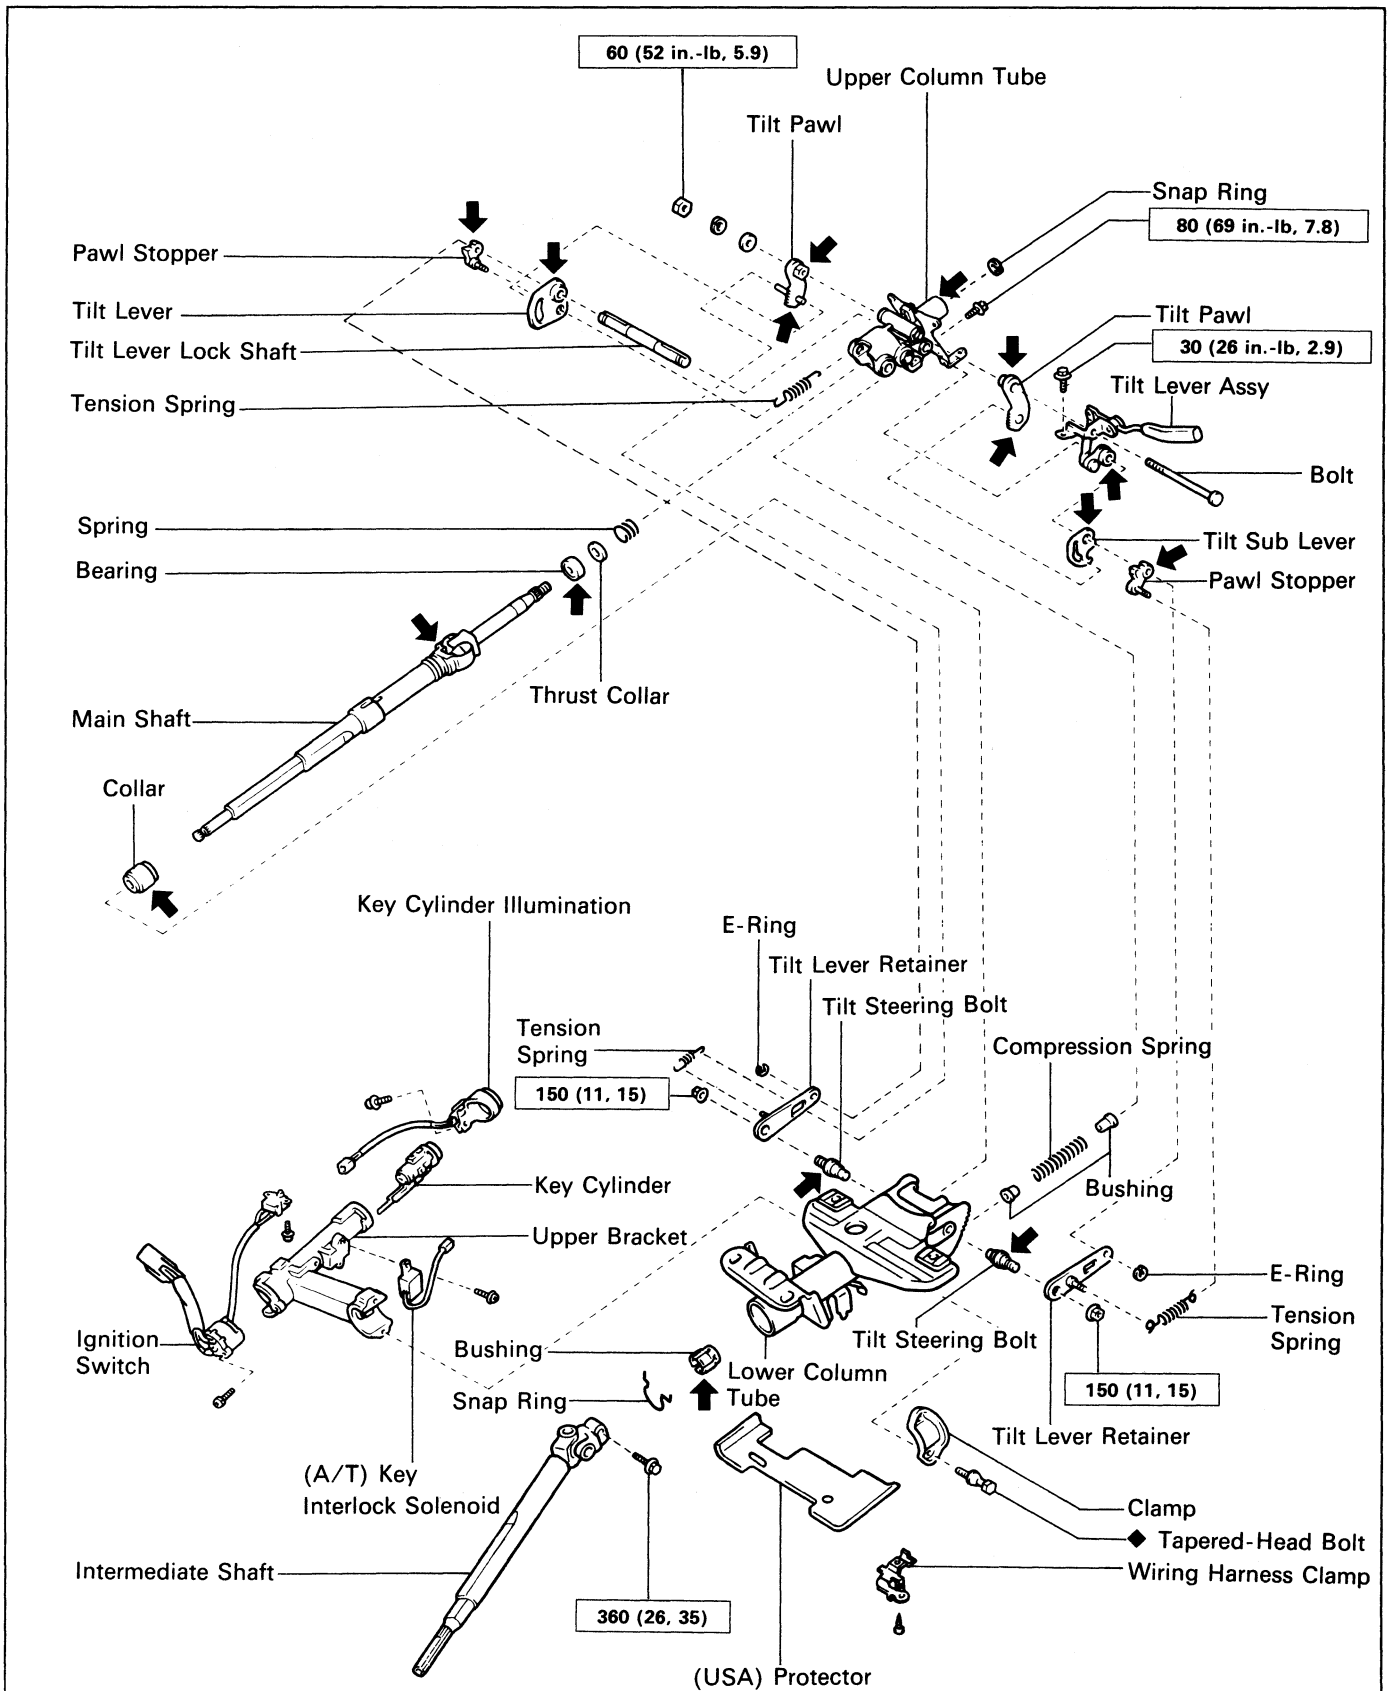 60 (52 in.-lb, 5.9)
Upper Column Tube
Tilt Pawl
Snap Ring
80 (69 in.-lb, 7.8)
Pawl Stopper
Tilt Lever
Tilt Pawl
Tilt Lever Lock Shaft
30 (26 in.-lb, 2.9)
Tilt Lever Assy
Tension Spring
Bolt
Spring
Tilt Sub Lever
Bearing
Pawl Stopper
Thrust Collar
Main Shaft
Collar
Key Cylinder Illumination
E-Ring
Tilt Lever Retainer
Tilt Steering Bolt
Tension
Spring
Compression Spring
150 (11, 15)
Key Cylinder
Bushing
Upper Bracket
E-Ring
Tension
Spring
Ignition
Switch
Bushing
Tilt Steering Bolt
Lower Column
Tube
150 (11, 15)
Snap Ring
Tilt Lever Retainer
(A/T) Key
Interlock Solenoid
Clamp
◆ Tapered-Head Bolt
Intermediate Shaft
Wiring Harness Clamp
360 (26, 35)
(USA) Protector